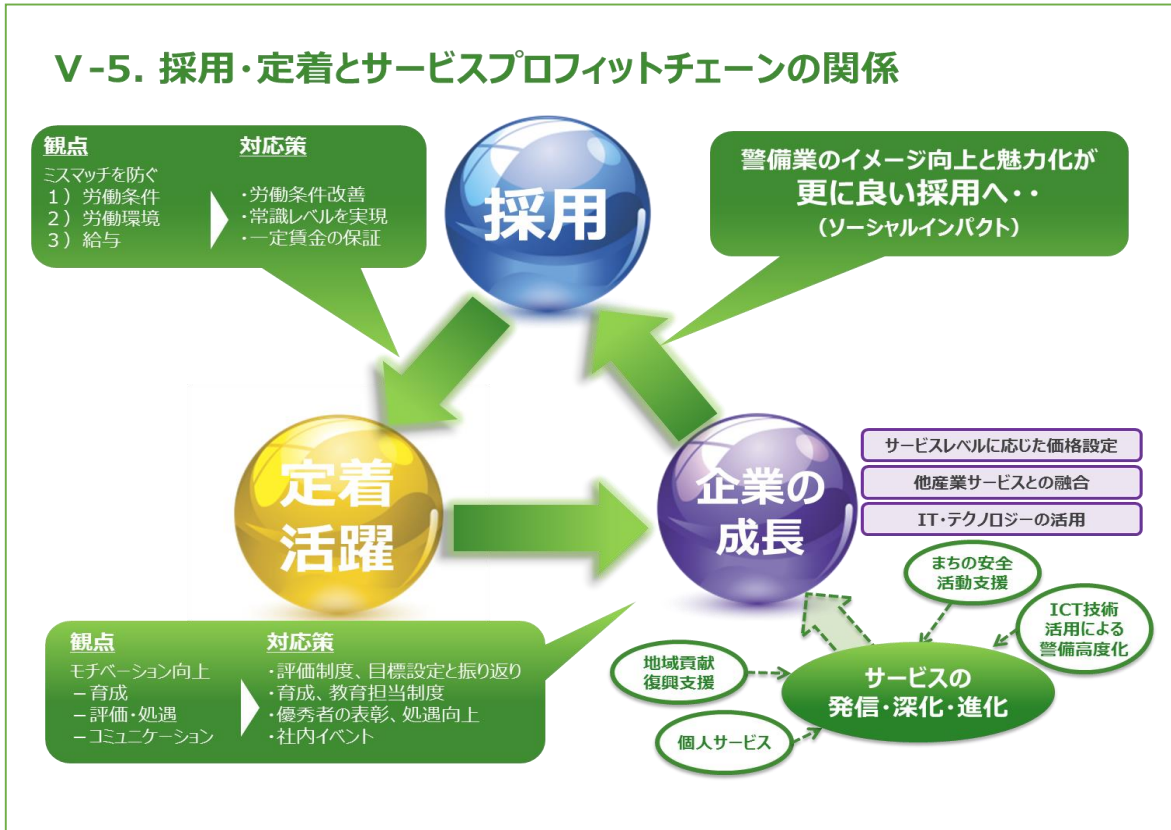 Ⅴ-5. 採用・定着とサービスプロフィットチェーンの関係
観点
ミスマッチを防ぐ
1）労働条件
2）労働環境
3）給与
対応策
・労働条件改善
・常識レベルを実現
・一定賃金の保証
採用
警備業のイメージ向上と魅力化が
更に良い採用へ・・
（ソーシャルインパクト）
定着
活躍
企業の
成長
サービスレベルに応じた価格設定
他産業サービスとの融合
IT・テクノロジーの活用
まちの安全
活動支援
ICT技術
活用による
警備高度化
地域貢献
復興支援
個人サービス
サービスの
発信・深化・進化
観点
モチベーション向上
－育成
－評価・処遇
－コミュニケーション
対応策
・評価制度、目標設定と振り返り
・育成、教育担当制度
・優秀者の表彰、処遇向上
・社内イベント